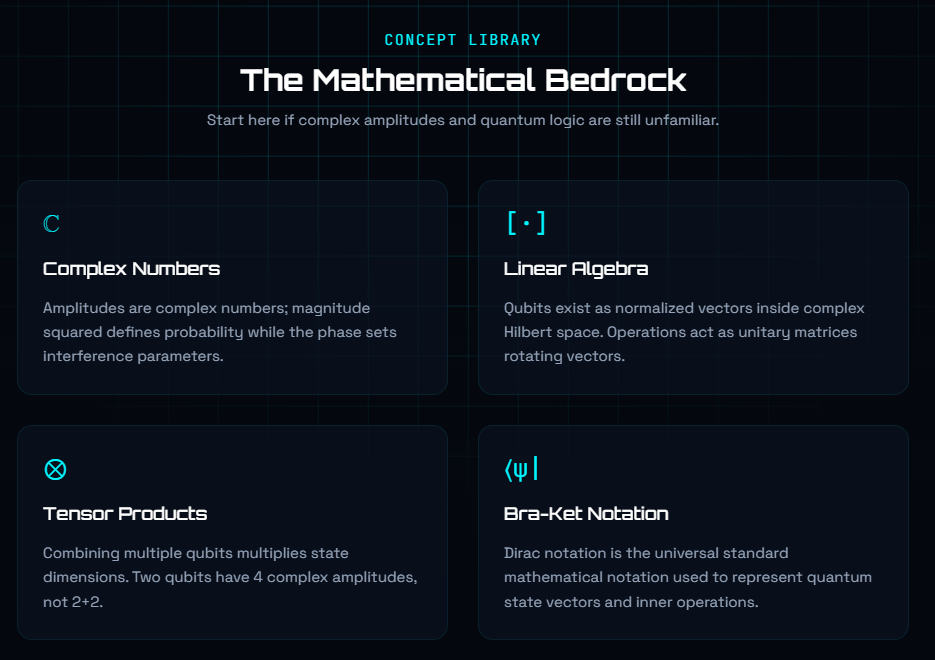 CONCEPT LIBRARY
The Mathematical Bedrock
Start here if complex amplitudes and quantum logic are still unfamiliar.
ℂ
Complex Numbers
Amplitudes are complex numbers; magnitude
squared defines probability while the phase sets
interference parameters.
[·]
Linear Algebra
Qubits exist as normalized vectors inside complex
Hilbert space. Operations act as unitary matrices
rotating vectors.
⊗
Tensor Products
Combining multiple qubits multiplies state
dimensions. Two qubits have 4 complex amplitudes,
not 2+2.
⟨ψ|
Bra-Ket Notation
Dirac notation is the universal standard
mathematical notation used to represent quantum
state vectors and inner operations.